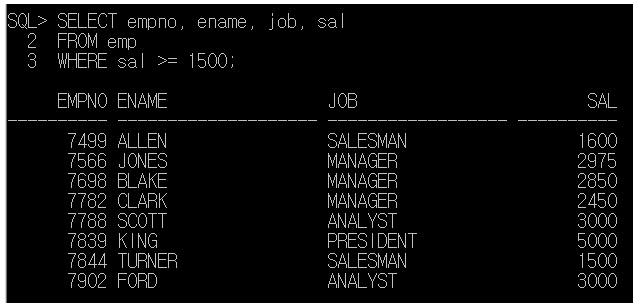 SQL> SELECT empno, ename, job, sal
2 FROM emp
3 WHERE sal >= 1500;
EMPNO ENAME JOB SAL
---------- -------------------- ------------------ ----------
7499 ALLEN SALESMAN 1600
7566 JONES MANAGER 2975
7698 BLAKE MANAGER 2850
7782 CLARK MANAGER 2450
7788 SCOTT ANALYST 3000
7839 KING PRESIDENT 5000
7844 TURNER SALESMAN 1500
7902 FORD ANALYST 3000